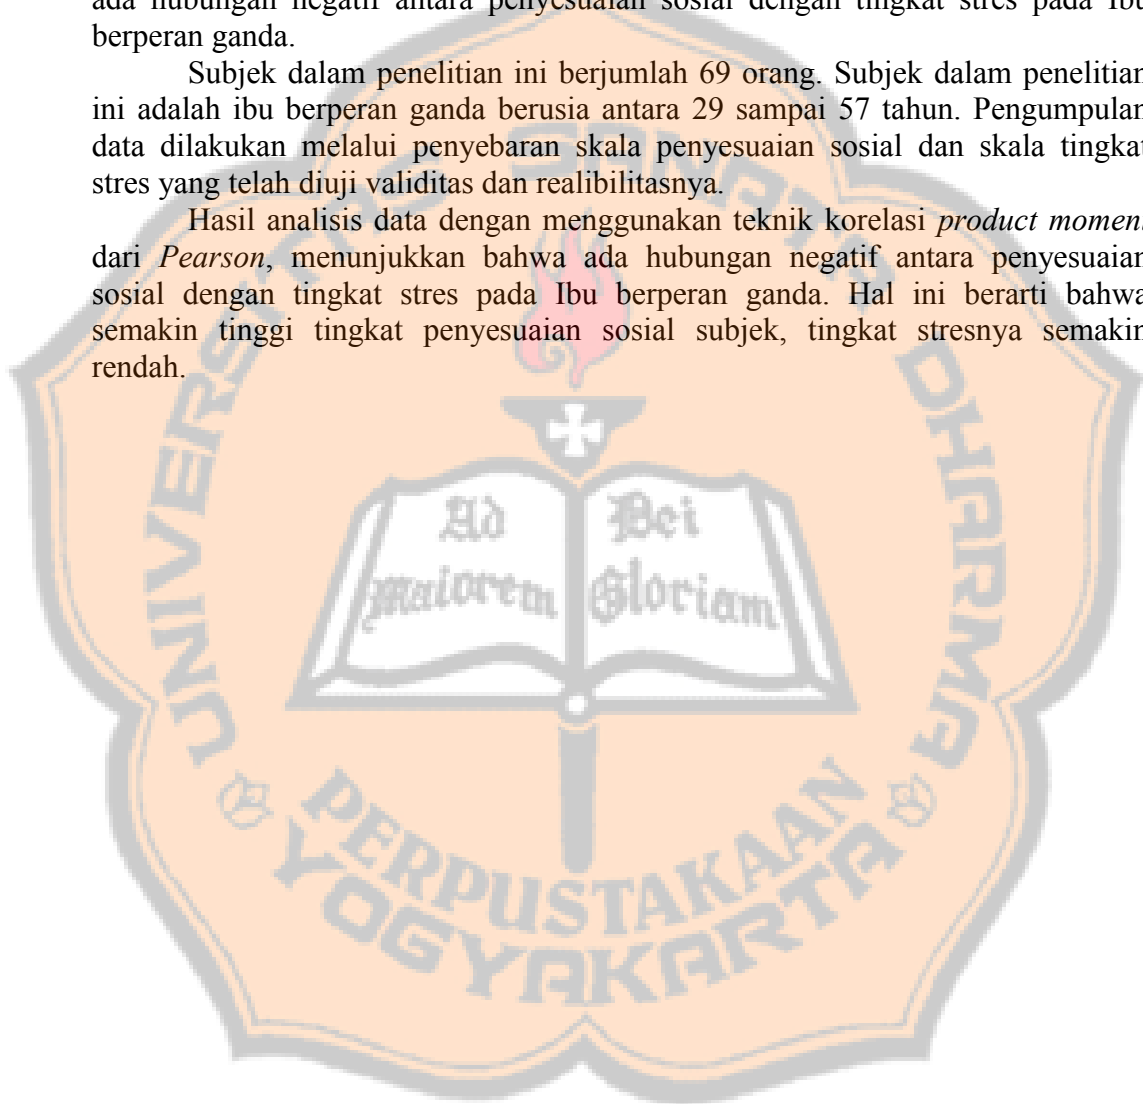 ada hubungan negatif antara penyesuaian sosial dengan tingkat stres pada Ibu
berperan ganda.
Subjek dalam penelitian ini berjumlah 69 orang. Subjek dalam penelitian
ini adalah ibu berperan ganda berusia antara 29 sampai 57 tahun. Pengumpulan
data dilakukan melalui penyebaran skala penyesuaian sosial dan skala tingkat
stres yang telah diuji validitas dan realibilitasnya.
Hasil analisis data dengan menggunakan teknik korelasi product moment
dari Pearson, menunjukkan bahwa ada hubungan negatif antara penyesuaian
sosial dengan tingkat stres pada Ibu berperan ganda. Hal ini berarti bahwa
semakin tinggi tingkat penyesuaian sosial subjek, tingkat stresnya semakin
rendah.
UNIVERSITAS SANATA DHARMA
Ad
maiorem
Dei
Gloriam
PERPUSTAKAAN
YOGYAKARTA